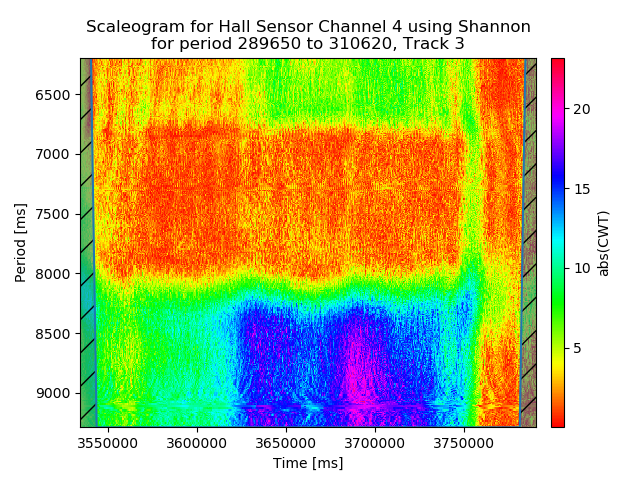 Scaleogram for Hall Sensor Channel 4 using Shannon
for period 289650 to 310620, Track 3
6500
7000
7500
8000
8500
9000
Period [ms]
3550000 3600000 3650000 3700000 3750000
Time [ms]
20
15
10
5
abs(CWT)